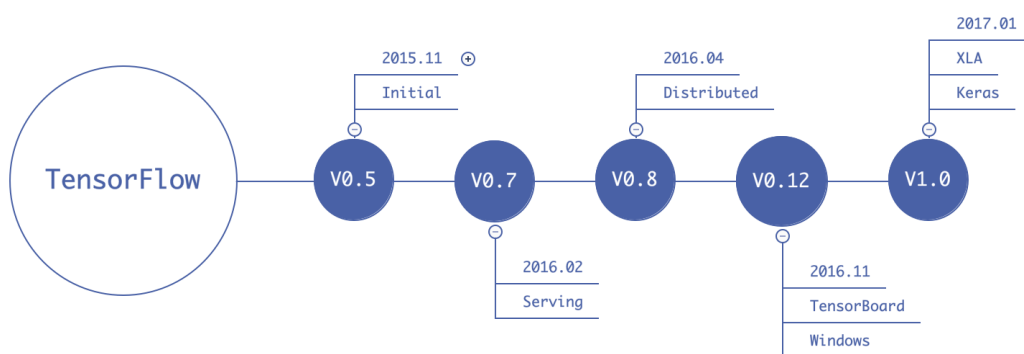 TensorFlow
V0.5
2015.11
Initial
V0.7
2016.02
Serving
V0.8
2016.04
Distributed
V0.12
2016.11
TensorBoard
Windows
V1.0
2017.01
XLA
Keras